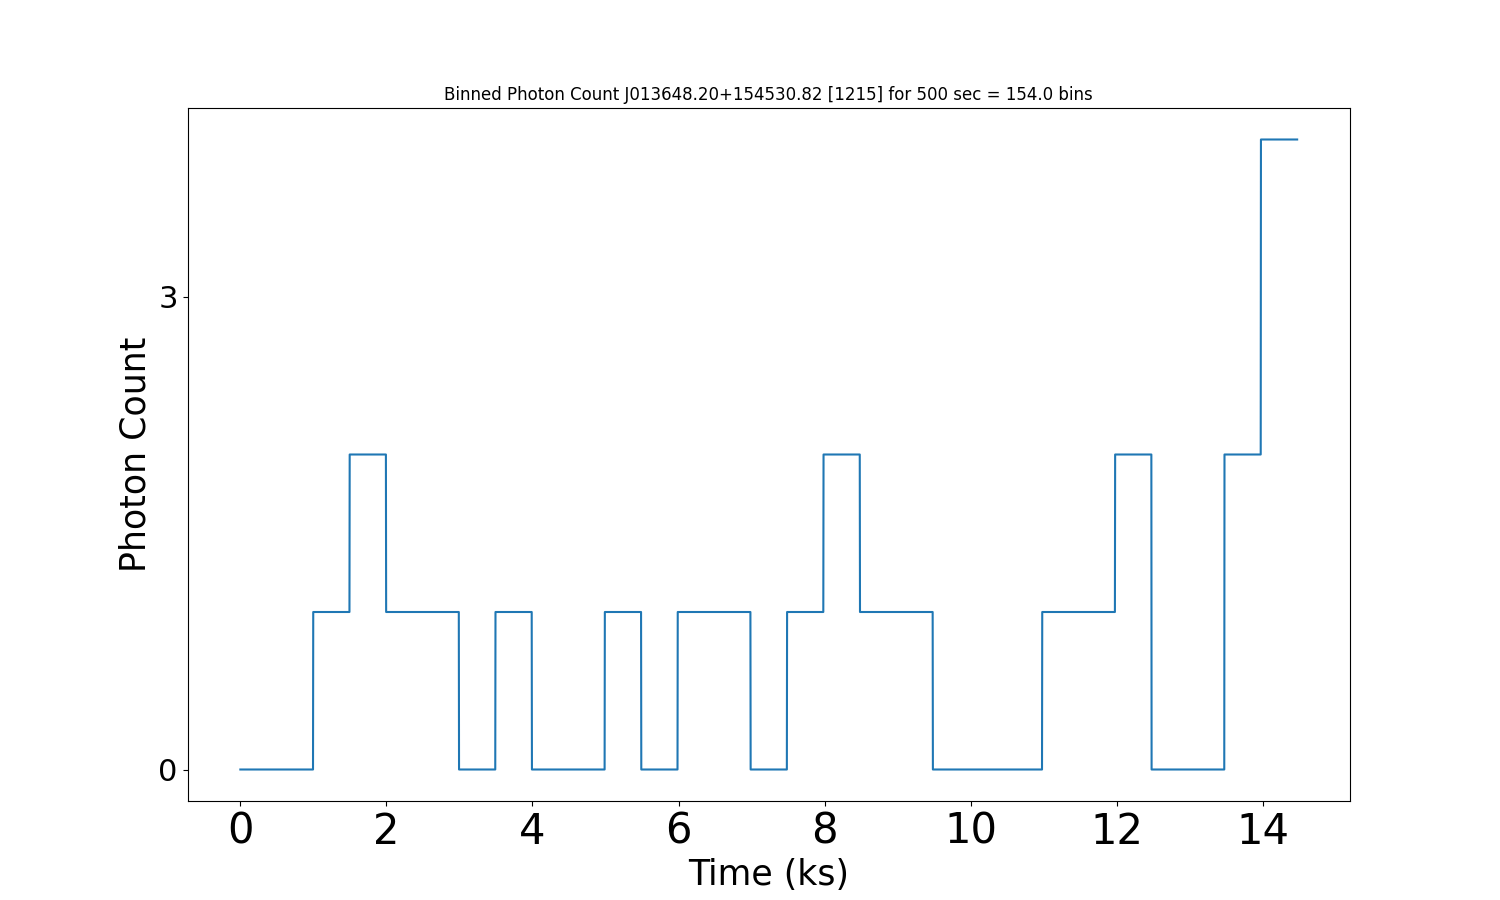 Binned Photon Count J013648.20+154530.82 [1215] for 500 sec = 154.0 bins
Photon Count
3
0
0 2 4 6 8 10 12 14
Time (ks)